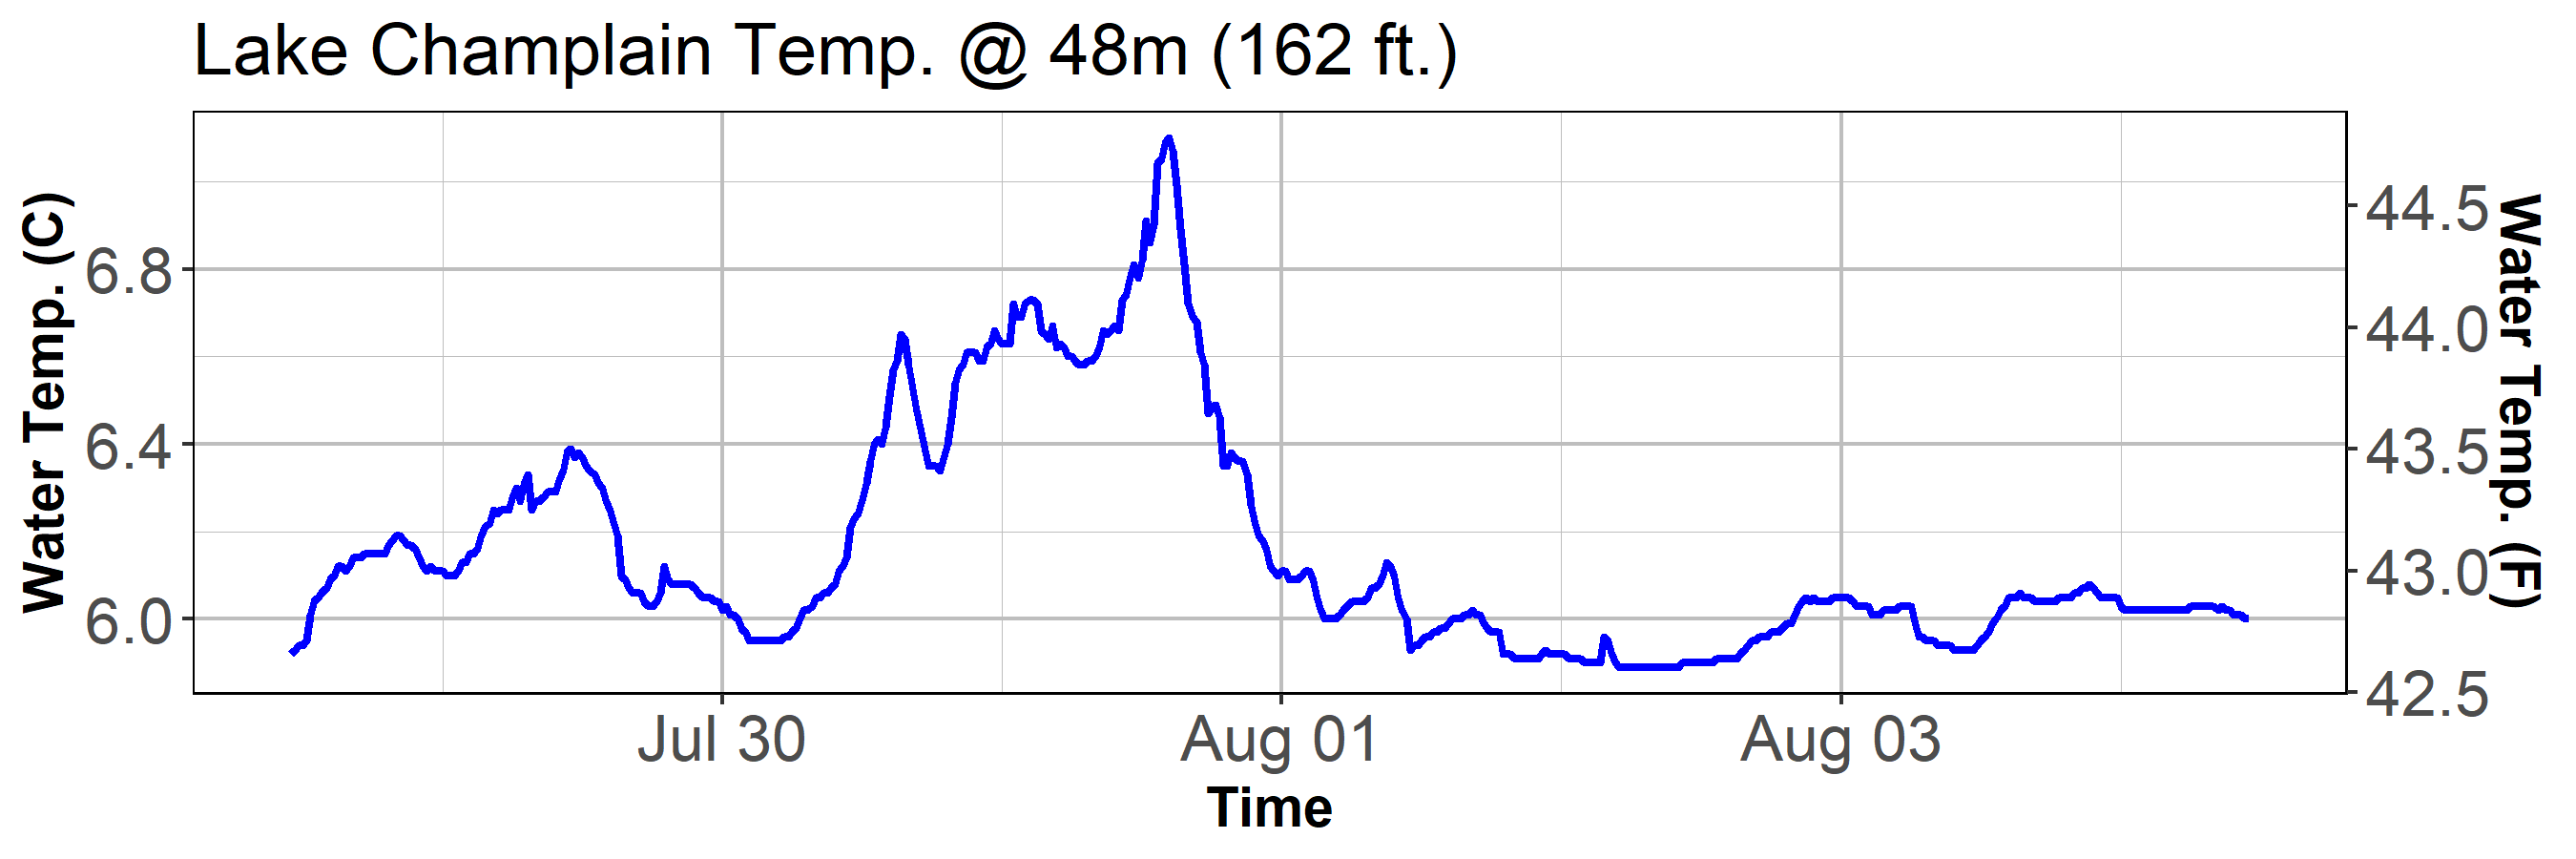 Lake Champlain Temp. @ 48m (162 ft.)
Water Temp. (C)
6.8
6.4
6.0
44.5
44.0
43.5
43.0
42.5
Water Temp. (F)
Jul 30
Aug 01
Aug 03
Time